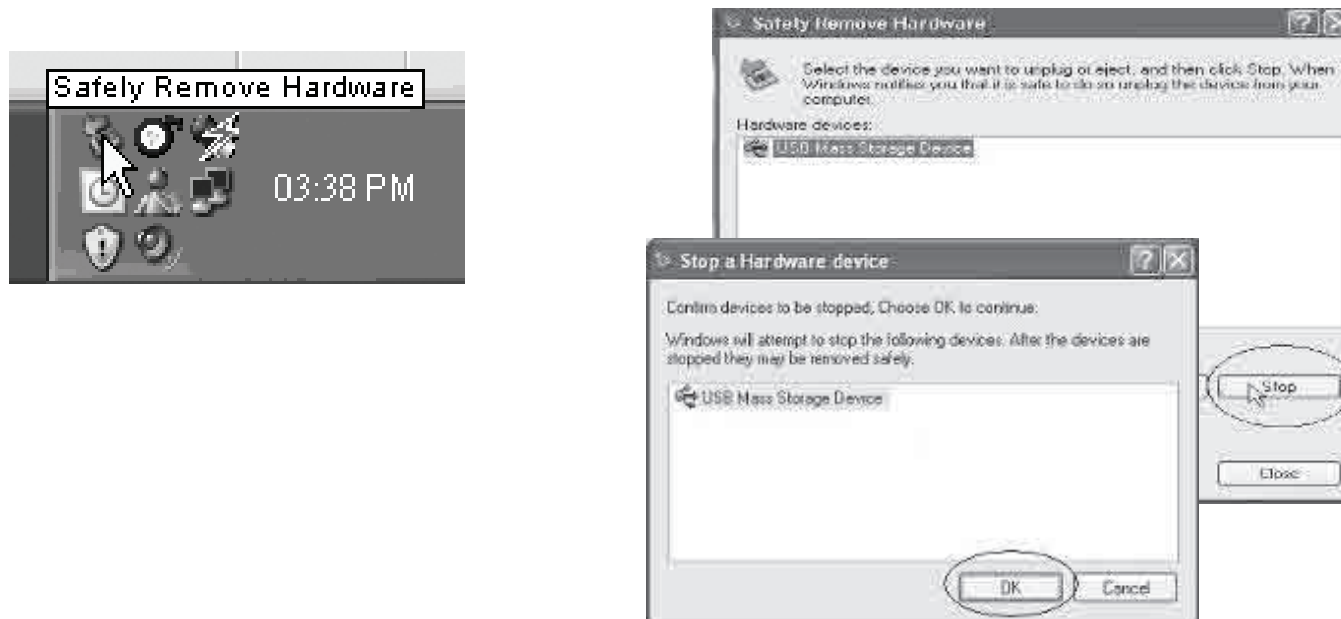 Safely Remove Hardware
03:38 PM
Safely Remove Hardware
Select the device you want to unplug or eject, and then click Stop. When
Windows notifies you that it is safe to do so unplug the device from your
computer.
Hardware devices:
USB Mass Storage Device
Stop
Close
Stop a Hardware device
Confirm devices to be stopped, Choose OK to continue.
Windows will attempt to stop the following devices. After the devices are
stopped they may be removed safely.
USB Mass Storage Device
OK
Cancel